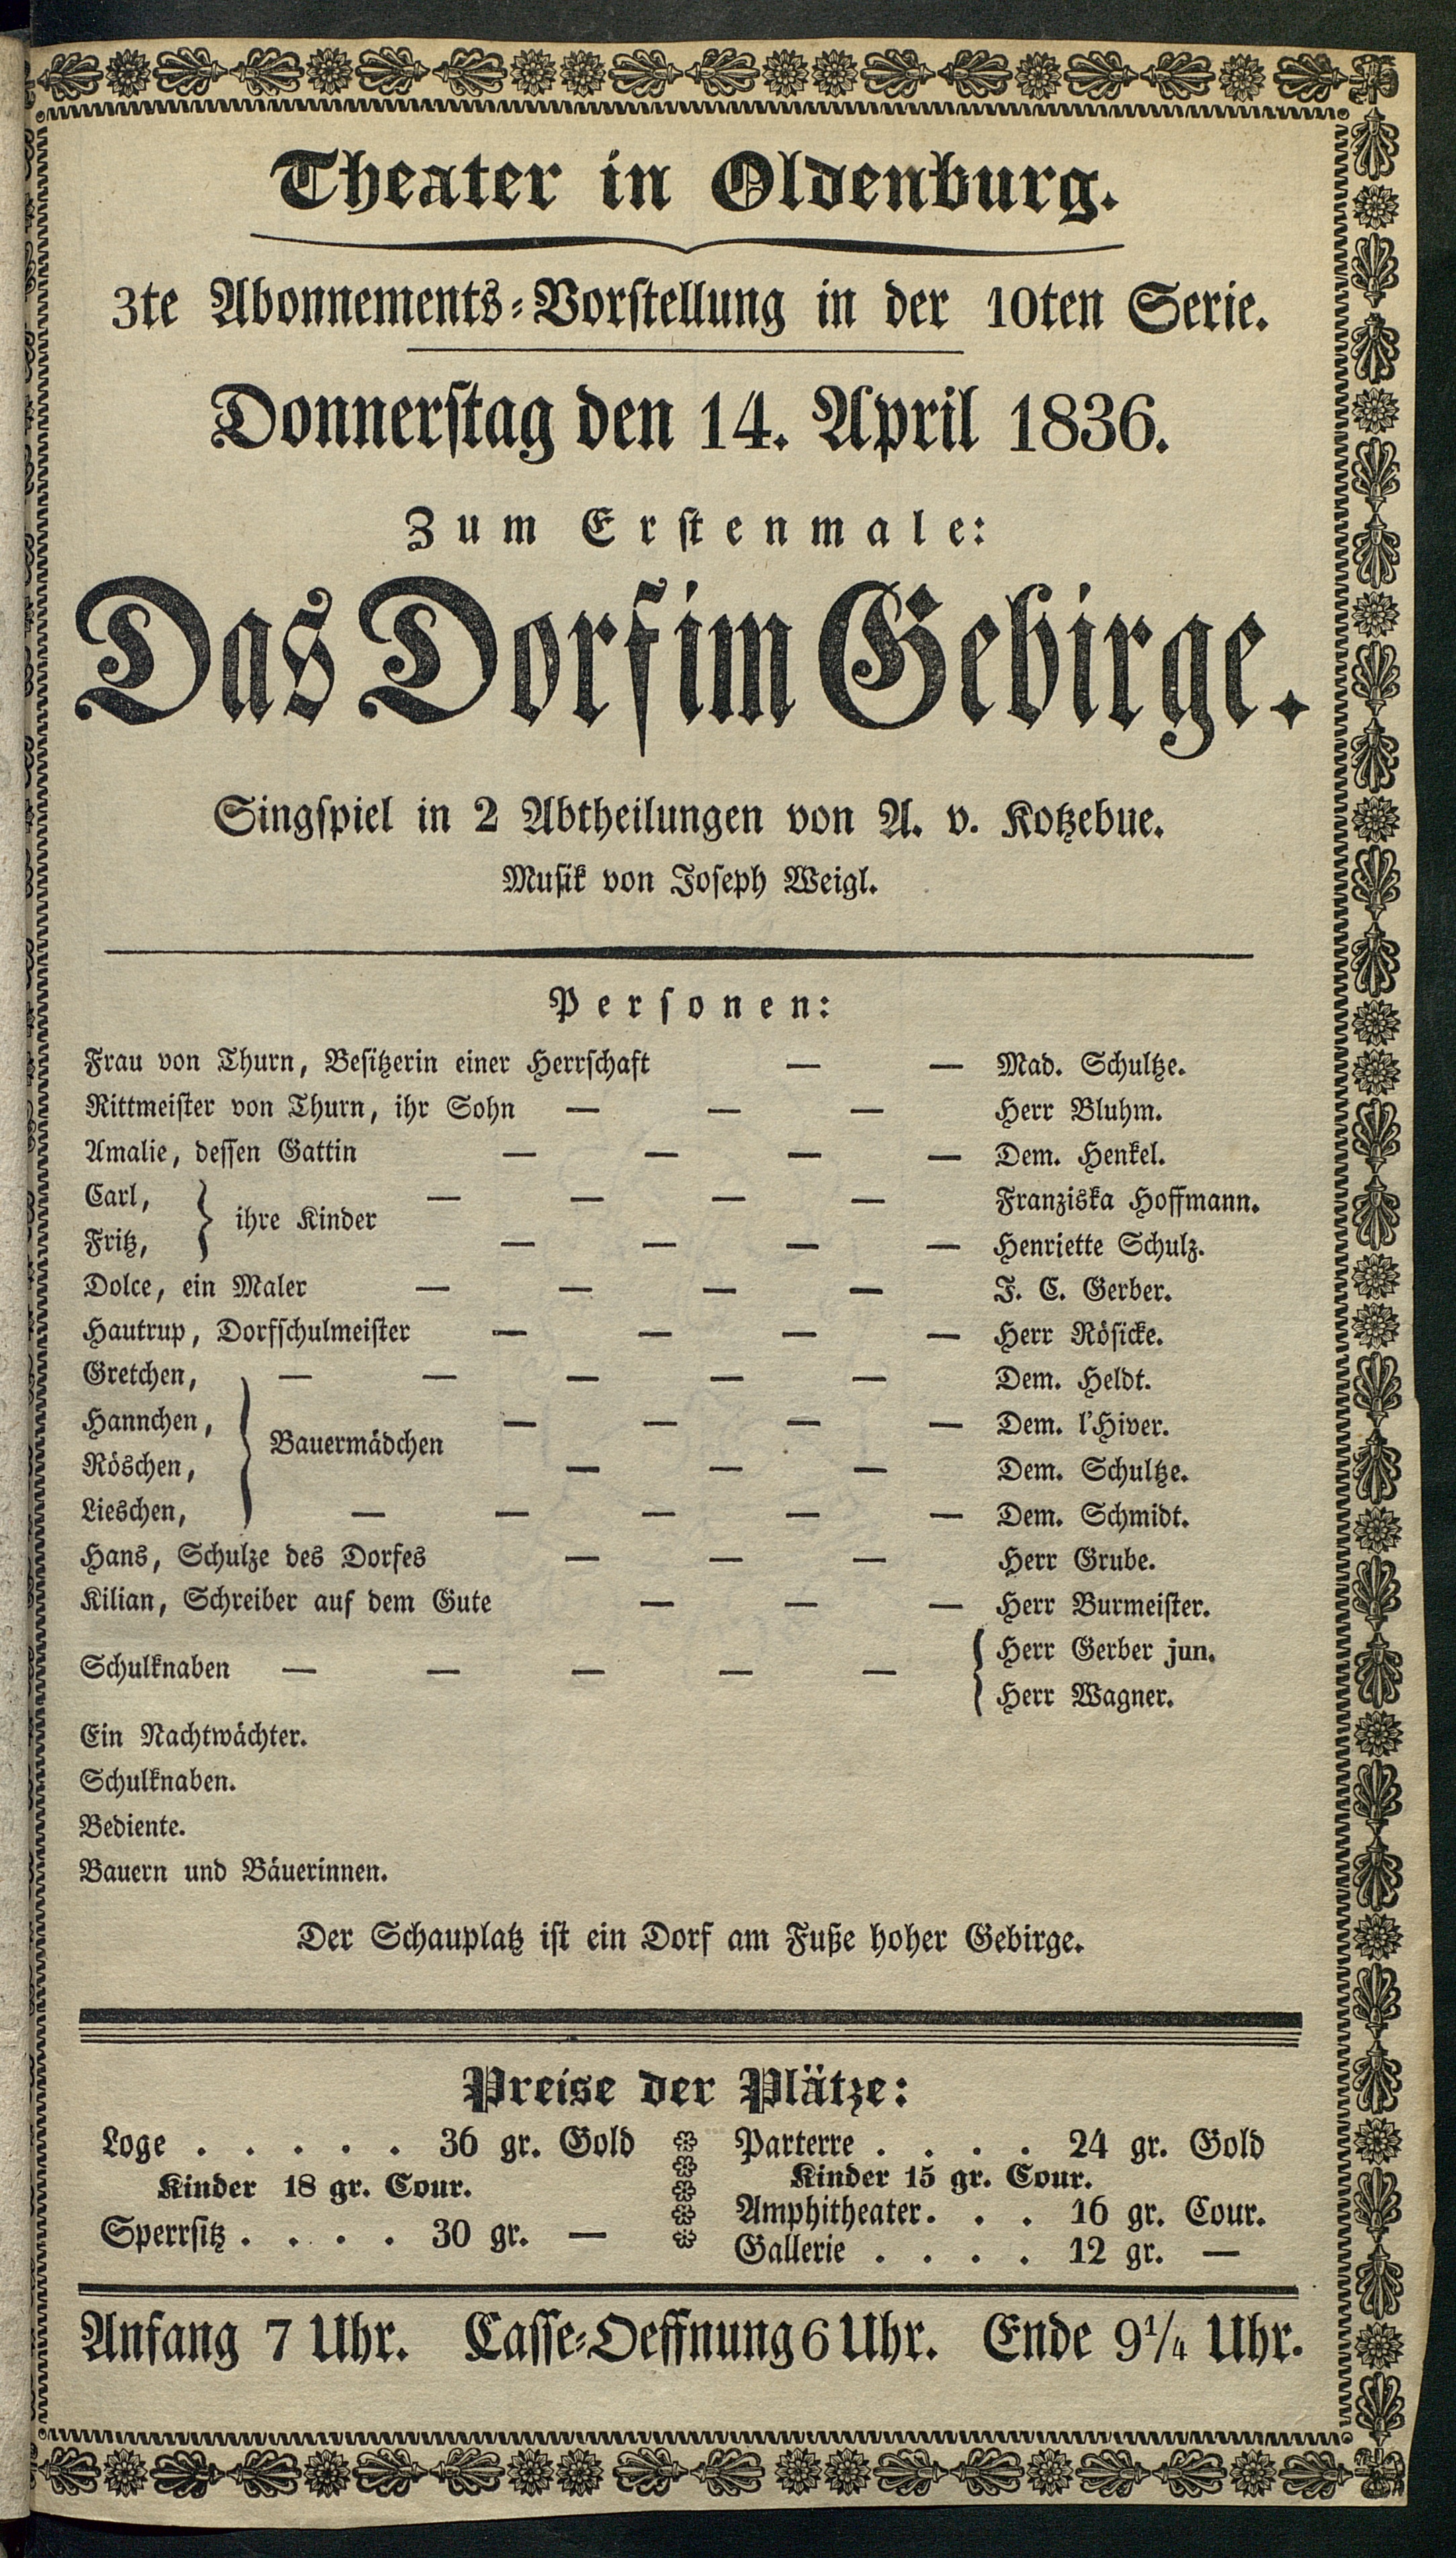 Theater in Oldenburg.
3te Abonnements-Vorstellung in der 10ten Serie.
Donnerstag den 14. April 1836.
Zum Erstenmale:
Das Dorf im Gebirge.
Singspiel in 2 Abtheilungen von A. v. Kotzebue.
Musik von Joseph Weigl.
Personen:
Frau von Thurn, Besitzerin einer Herrschaft — — Mad. Schultze.
Rittmeister von Thurn, ihr Sohn — — — Herr Bluhm.
Amalie, dessen Gattin — — — — Dem. Henkel.
Carl, } ihre Kinder — — — — Franziska Hoffmann.
Fritz, — — — — Henriette Schulz.
Dolce, ein Maler — — — — J. C. Gerber.
Hautrup, Dorfschulmeister — — — — Herr Rösicke.
Gretchen, — — — — — Dem. Heldt.
Hannchen, } Bauermädchen — — — — Dem. l'Hiver.
Röschen, — — — Dem. Schultze.
Lieschen, — — — — — Dem. Schmidt.
Hans, Schulze des Dorfes — — — Herr Grube.
Kilian, Schreiber auf dem Gute — — — Herr Burmeister.
Schulknaben — — — — — { Herr Gerber jun.
Herr Wagner.
Ein Nachtwächter.
Schulknaben.
Bediente.
Bauern und Bäuerinnen.
Der Schauplatz ist ein Dorf am Fuße hoher Gebirge.
Preise der Plätze:
Loge . . . . . 36 gr. Gold
Kinder 18 gr. Cour.
Sperrsitz . . . . 30 gr. —
Parterre . . . . 24 gr. Gold
Kinder 15 gr. Cour.
Amphitheater . . . 16 gr. Cour.
Gallerie . . . . 12 gr. —
Anfang 7 Uhr. Casse-Oeffnung 6 Uhr. Ende 9¼ Uhr.